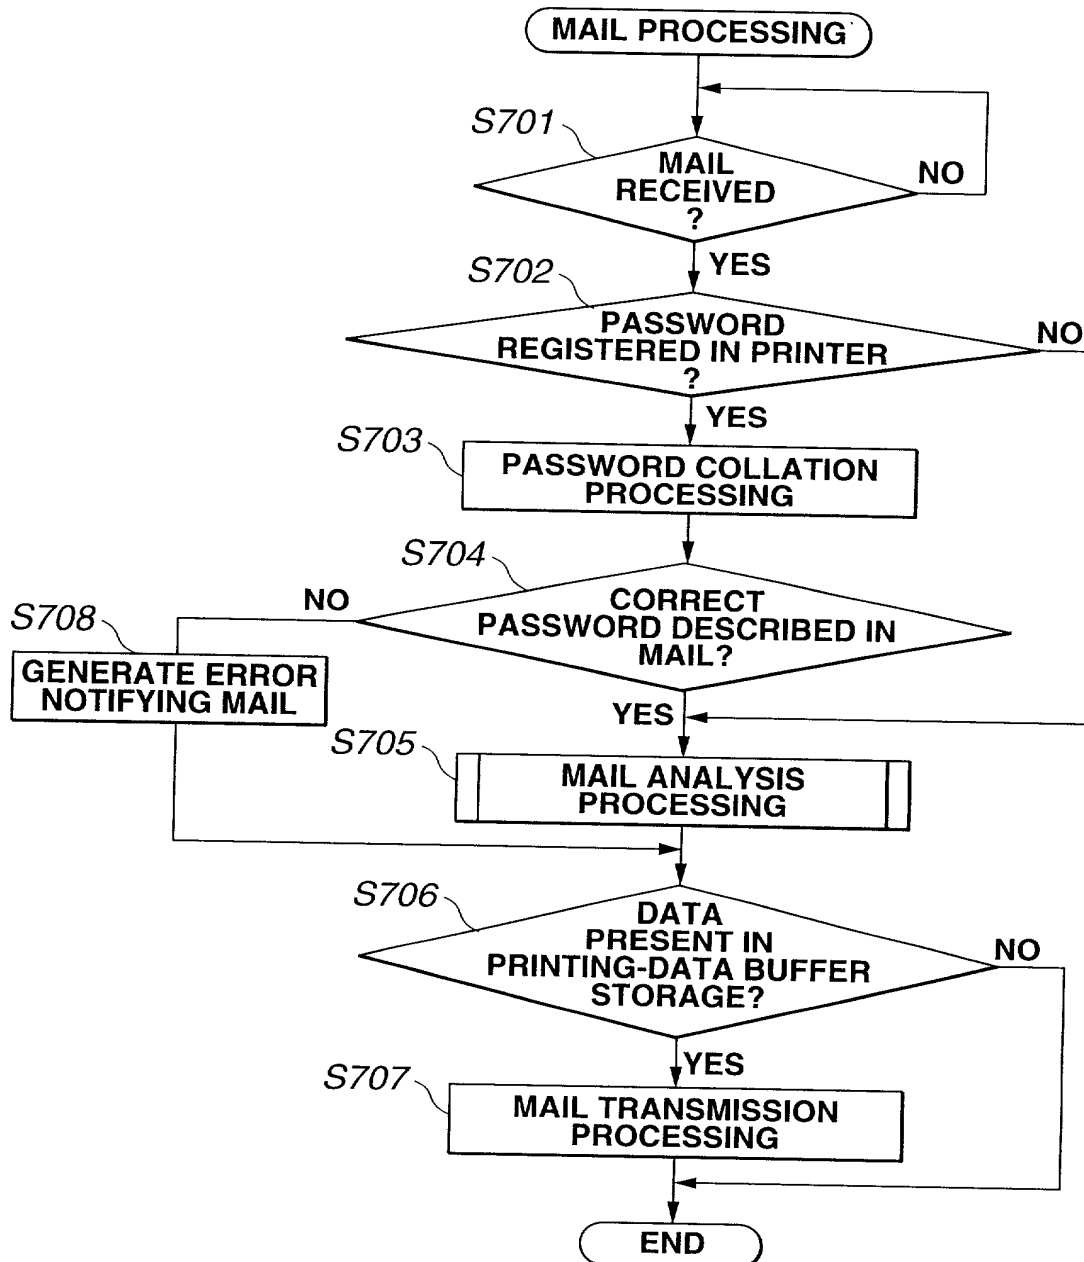 MAIL PROCESSING
S701
MAIL
RECEIVED
?
NO
YES
S702
PASSWORD
REGISTERED IN PRINTER
?
NO
YES
S703
PASSWORD COLLATION
PROCESSING
S704
CORRECT
PASSWORD DESCRIBED IN
MAIL?
NO
S708
GENERATE ERROR
NOTIFYING MAIL
YES
S705
MAIL ANALYSIS
PROCESSING
S706
DATA
PRESENT IN
PRINTING-DATA BUFFER
STORAGE?
NO
YES
S707
MAIL TRANSMISSION
PROCESSING
END